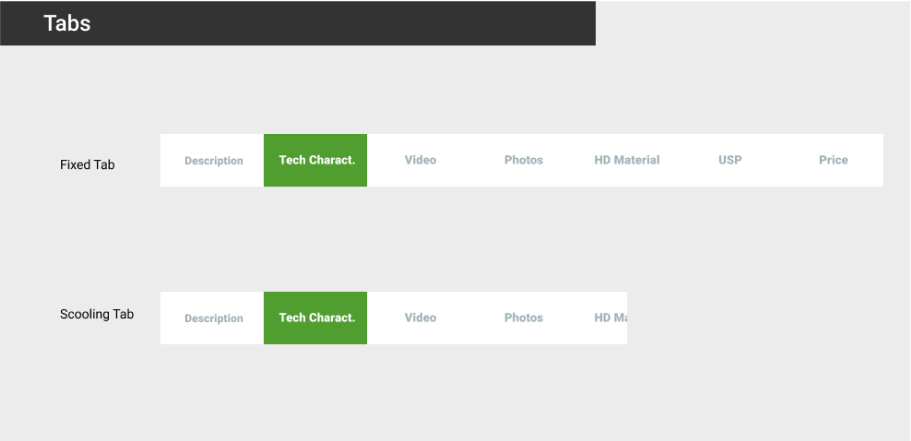 Tabs
Fixed Tab
Description Tech Charact. Video Photos HD Material USP Price
Scooling Tab
Description Tech Charact. Video Photos HD Ma